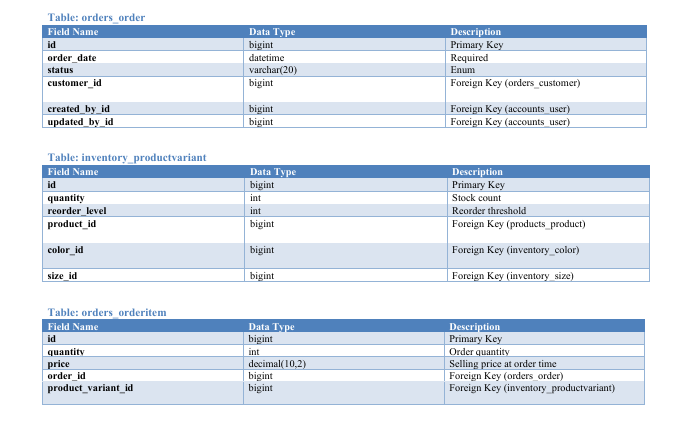 Table: orders_order
Field Name Data Type Description
id bigint Primary Key
order_date datetime Required
status varchar(20) Enum
customer_id bigint Foreign Key (orders_customer)
created_by_id bigint Foreign Key (accounts_user)
updated_by_id bigint Foreign Key (accounts_user)
Table: inventory_productvariant
Field Name Data Type Description
id bigint Primary Key
quantity int Stock count
reorder_level int Reorder threshold
product_id bigint Foreign Key (products_product)
color_id bigint Foreign Key (inventory_color)
size_id bigint Foreign Key (inventory_size)
Table: orders_orderitem
Field Name Data Type Description
id bigint Primary Key
quantity int Order quantity
price decimal(10,2) Selling price at order time
order_id bigint Foreign Key (orders_order)
product_variant_id bigint Foreign Key (inventory_productvariant)